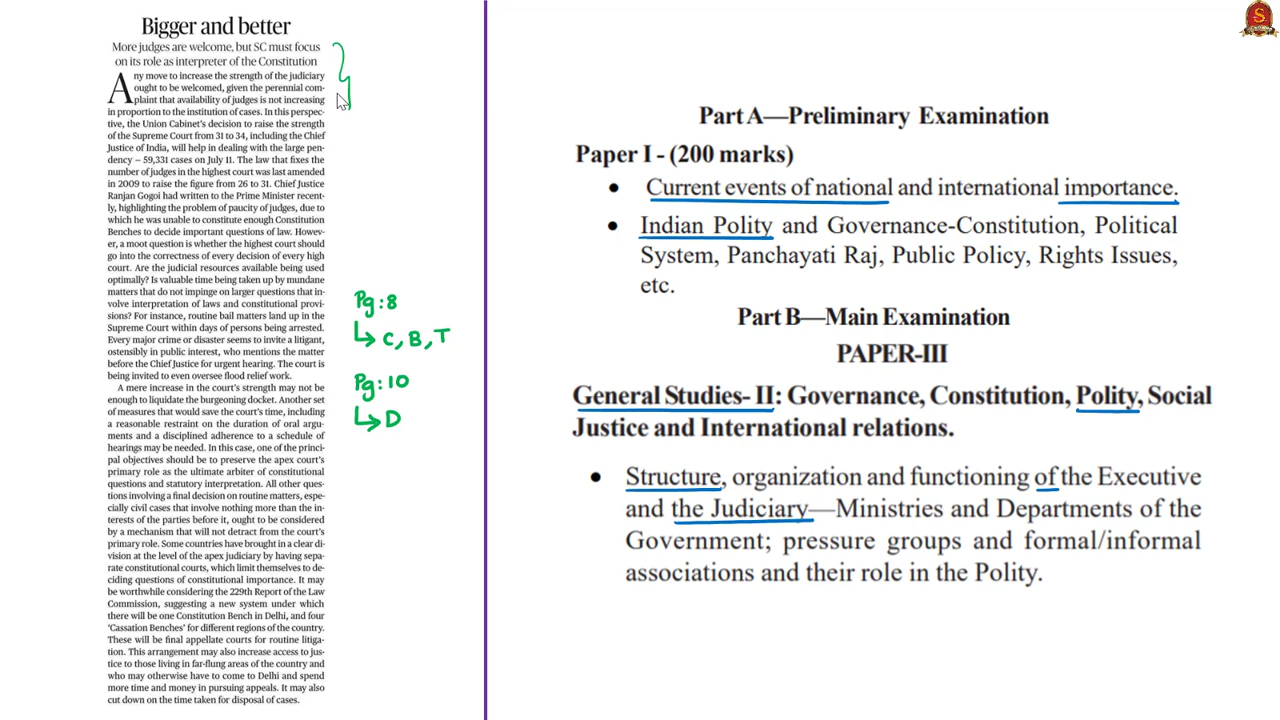 Bigger and better
More judges are welcome, but SC must focus
on its role as interpreter of the Constitution
Any move to increase the strength of the judiciary
ought to be welcomed, given the perennial com-
plaint that availability of judges is not increasing
in proportion to the institution of cases. In this perspec-
tive, the Union Cabinet's decision to raise the strength
of the Supreme Court from 31 to 34, including the Chief
Justice of India, will help in dealing with the large pen-
dency – 59,331 cases on July 11. The law that fixes the
number of judges in the highest court was last amended
in 2009 to raise the figure from 26 to 31. Chief Justice
Ranjan Gogoi had written to the Prime Minister recent-
ly, highlighting the problem of paucity of judges, due to
which he was unable to constitute enough Constitution
Benches to decide important questions of law. Howev-
er, a moot question is whether the highest court should
go into the correctness of every decision of every high
court. Are the judicial resources available being used
optimally? Is valuable time being taken up by mundane
matters that do not impinge on larger questions that in-
volve interpretation of laws and constitutional provi-
sions? For instance, routine bail matters land up in the
Supreme Court within days of persons being arrested.
Every major crime or disaster seems to invite a litigant,
ostensibly in public interest, who mentions the matter
before the Chief Justice for urgent hearing. The court is
being invited to even oversee flood relief work.
A mere increase in the court's strength may not be
enough to liquidate the burgeoning docket. Another set
of measures that would save the court's time, including
a reasonable restraint on the duration of oral argu-
ments and a disciplined adherence to a schedule of
hearings may be needed. In this case, one of the princi-
pal objectives should be to preserve the apex court's
primary role as the ultimate arbiter of constitutional
questions and statutory interpretation. All other ques-
tions involving a final decision on routine matters, espe-
cially civil cases that involve nothing more than the in-
terests of the parties before it, ought to be considered
by a mechanism that will not detract from the court's
primary role. Some countries have brought in a clear di-
vision at the level of the apex judiciary by having sepa-
rate constitutional courts, which limit themselves to de-
ciding questions of constitutional importance. It may
be worthwhile considering the 229th Report of the Law
Commission, suggesting a new system under which
there will be one Constitution Bench in Delhi, and four
'Cassation Benches' for different regions of the country.
These will be final appellate courts for routine litiga-
tion. This arrangement may also increase access to jus-
tice to those living in far-flung areas of the country and
who may otherwise have to come to Delhi and spend
more time and money in pursuing appeals. It may also
cut down on the time taken for disposal of cases.
Pg:8
C, B, T
Pg:10
D
Part A—Preliminary Examination
Paper I - (200 marks)
• Current events of national and international importance.
• Indian Polity and Governance-Constitution, Political
System, Panchayati Raj, Public Policy, Rights Issues,
etc.
Part B—Main Examination
PAPER-III
General Studies- II: Governance, Constitution, Polity, Social
Justice and International relations.
• Structure, organization and functioning of the Executive
and the Judiciary—Ministries and Departments of the
Government; pressure groups and formal/informal
associations and their role in the Polity.
S